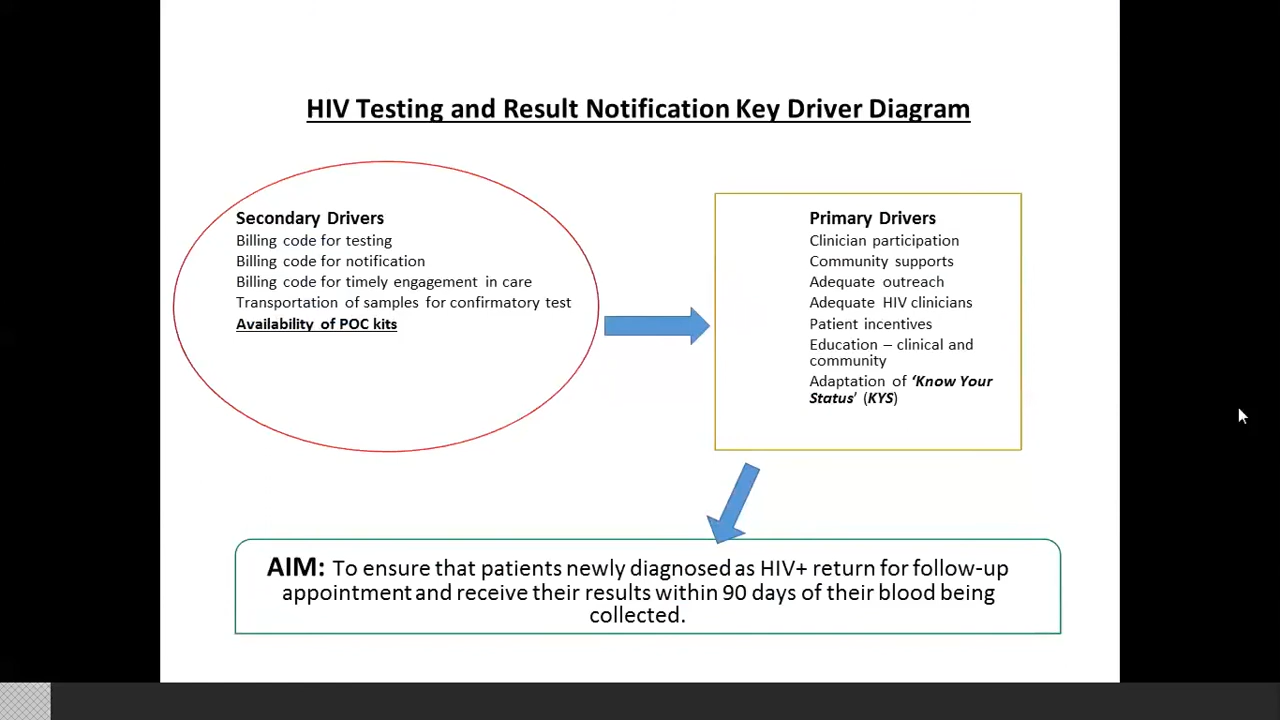 HIV Testing and Result Notification Key Driver Diagram
Secondary Drivers
Billing code for testing
Billing code for notification
Billing code for timely engagement in care
Transportation of samples for confirmatory test
Availability of POC kits
Primary Drivers
Clinician participation
Community supports
Adequate outreach
Adequate HIV clinicians
Patient incentives
Education – clinical and
community
Adaptation of ‘Know Your
Status’ (KYS)
AIM: To ensure that patients newly diagnosed as HIV+ return for follow-up
appointment and receive their results within 90 days of their blood being
collected.